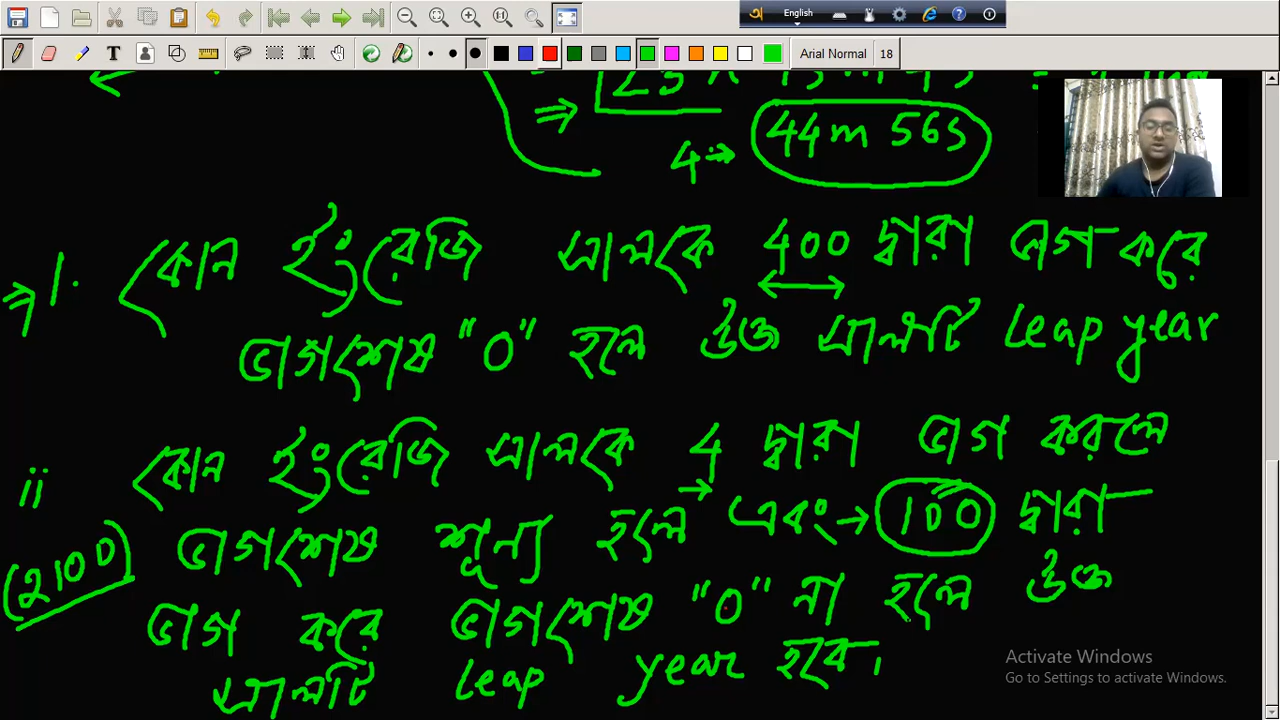 English
Arial Normal 18
44m 56s
4→
⇒ 1. কোন ইংরেজি সালকে 400 দ্বারা ভাগ করে
ভাগশেষ "0" হলে উক্ত সালটি leap year
ii কোন ইংরেজি সালকে 4 দ্বারা ভাগ করলে
ভাগশেষ শূন্য হলে এবং → 100 দ্বারা
(2100)
ভাগ করে ভাগশেষ "0" না হলে উক্ত
সালটি leap year হবে।
Activate Windows
Go to Settings to activate Windows.